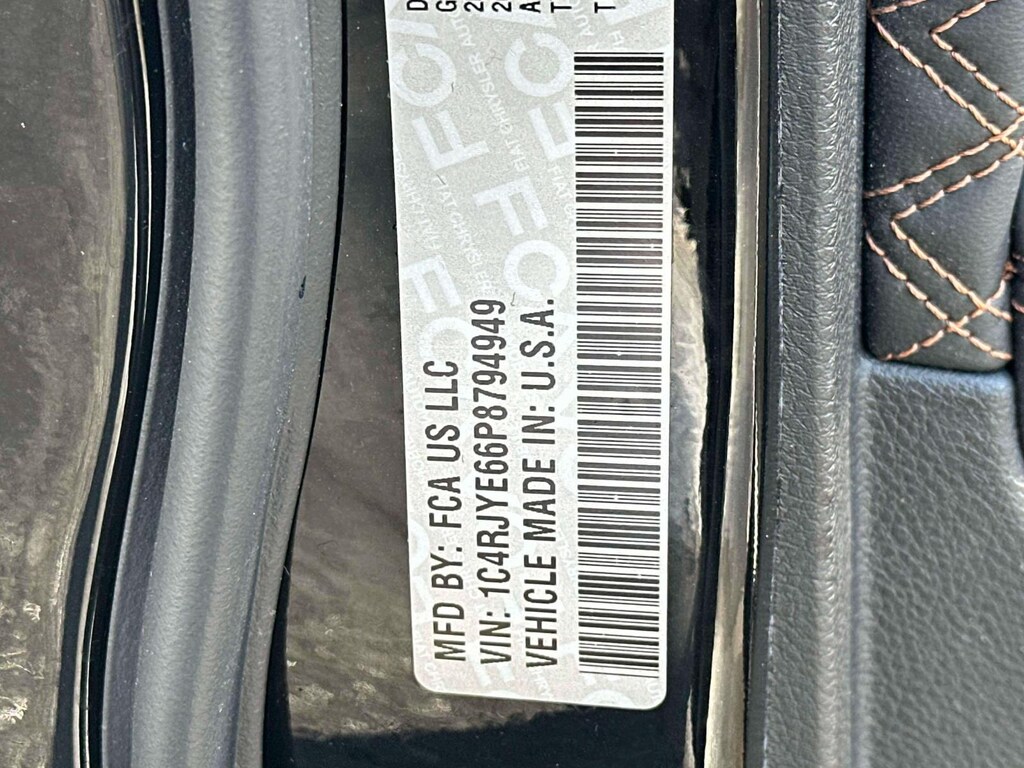 MFD BY: FCA US LLC
VIN: 1C4RJYE66P8794949
VEHICLE MADE IN: U.S.A.